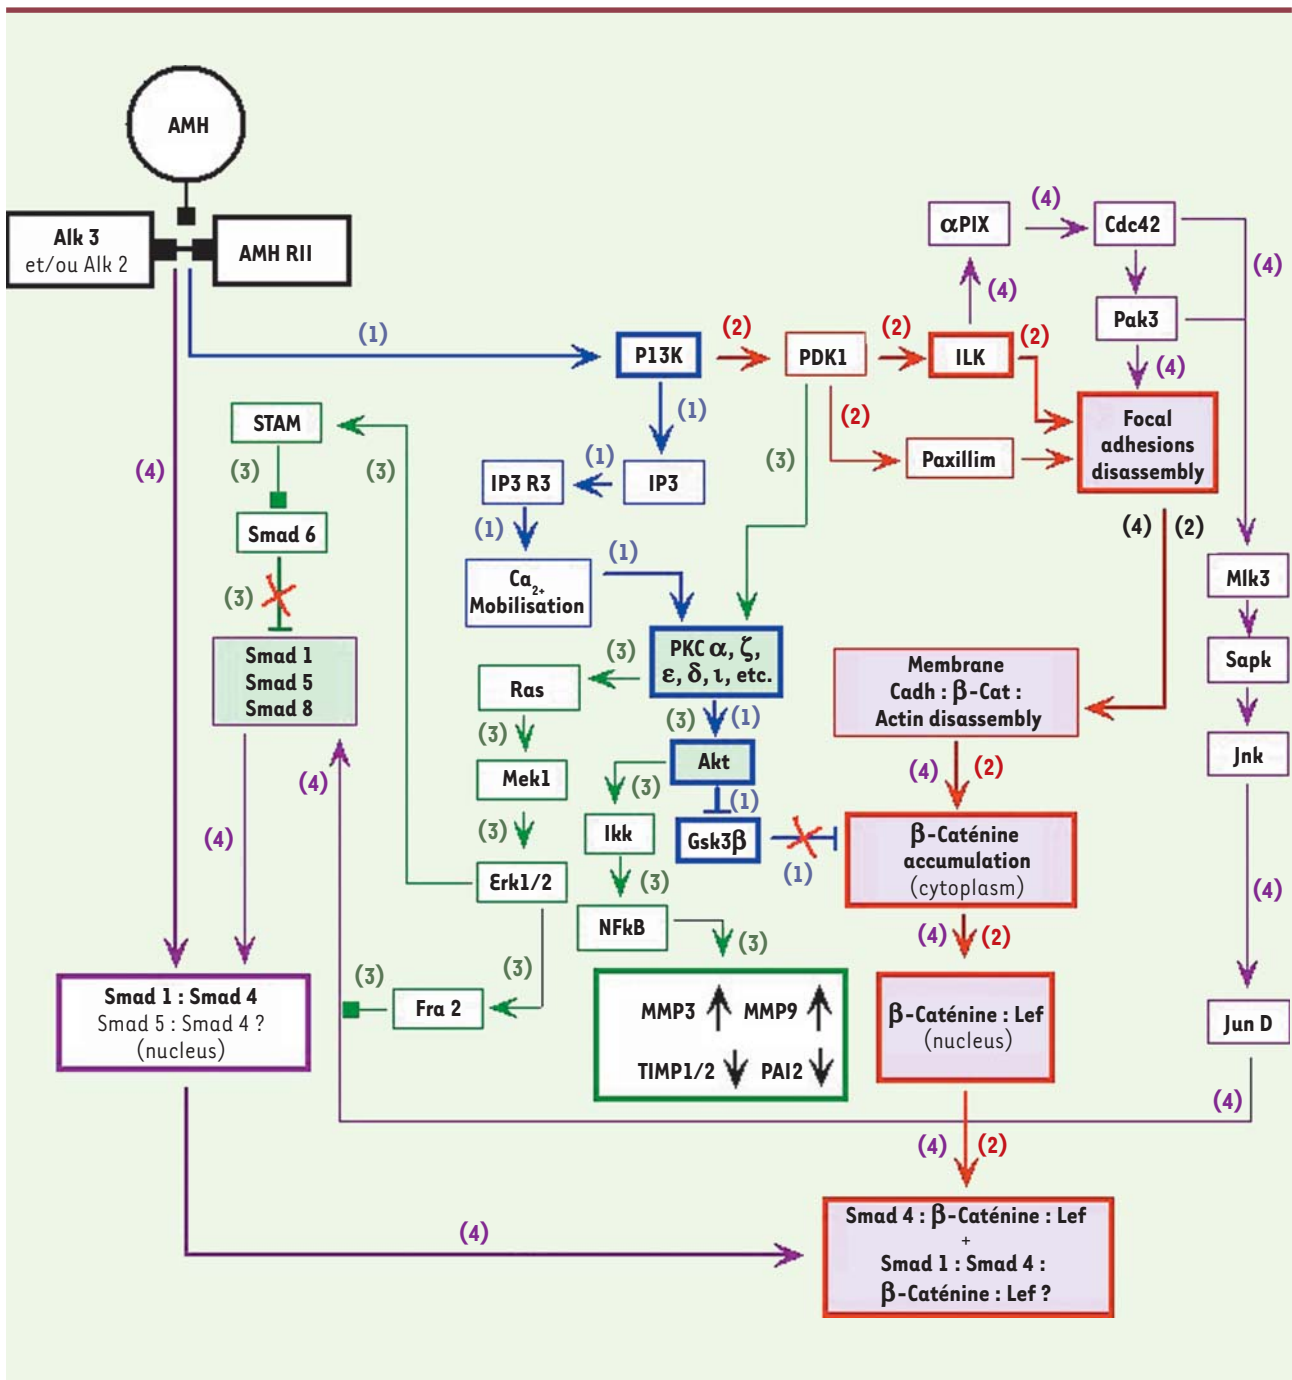 AMH
Alk 3
et/ou Alk 2
AMH RII
αPIX
(4)
Cdc42
(4)
(4)
Pak3
(1)
P13K
(2)
PDK1
(2)
ILK
(2)
(4)
(1)
(2)
STAM
Focal
adhesions
disassembly
(4)
(3)
(3)
(1)
(3)
Paxillim
IP3 R3
IP3
Smad 6
(1)
(1)
(4)
(2)
Ca2+
Mobilisation
Mlk3
(3)
Smad 1
Smad 5
Smad 8
(3)
PKC α, ζ,
ε, δ, ι, etc.
Membrane
Cadh : β-Cat :
Actin disassembly
Sapk
Ras
(3)
(3)
(1)
Akt
Jnk
(4)
Mek1
(3)
(1)
(4)
(2)
(4)
(3)
Ikk
Gsk3β
(1)
β-Caténine
accumulation
(cytoplasm)
Erk1/2
(3)
(4)
NFkB
(3)
(4)
(2)
(3)
(3)
Smad 1 : Smad 4
Smad 5 : Smad 4 ?
(nucleus)
Fra 2
MMP3
MMP9
TIMP1/2
PAI2
β-Caténine : Lef
(nucleus)
Jun D
(4)
(4)
(2)
(4)
Smad 4 : β-Caténine : Lef
+
Smad 1 : Smad 4 :
β-Caténine : Lef ?